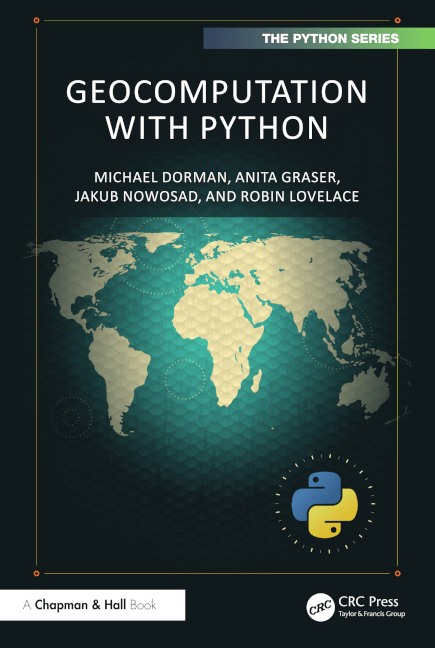 THE PYTHON SERIES
GEOCOMPUTATION
WITH PYTHON
MICHAEL DORMAN, ANITA GRASER,
JAKUB NOWOSAD, AND ROBIN LOVELACE
A Chapman & Hall Book
CRC
CRC Press
Taylor & Francis Group